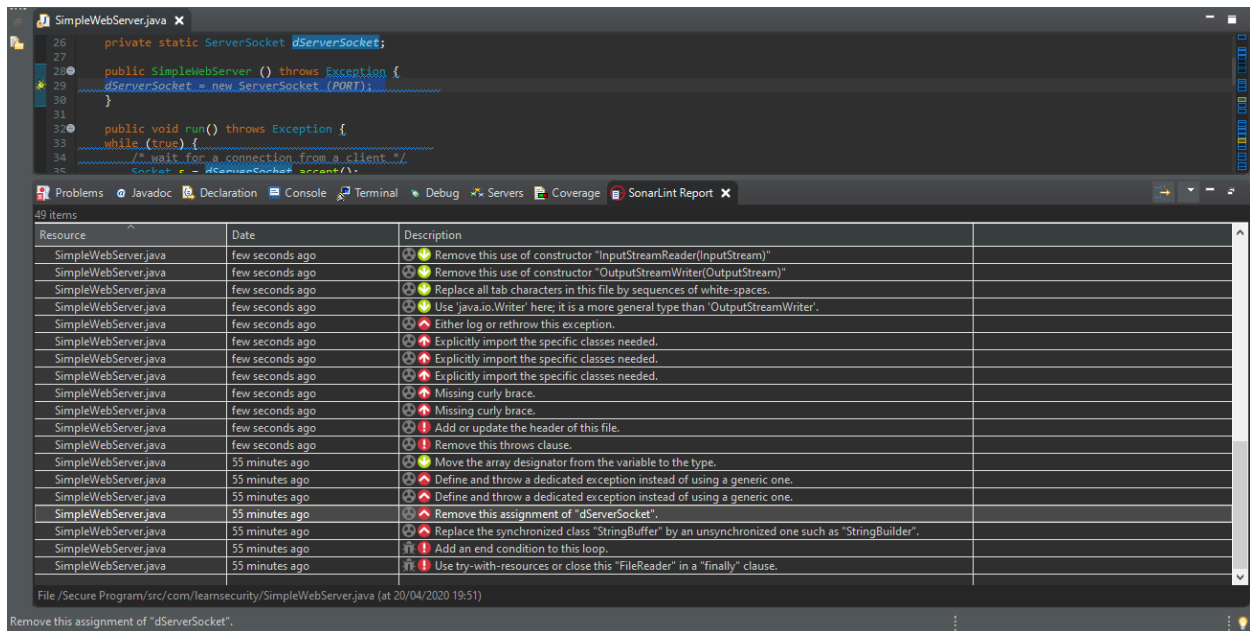 SimpleWebServer.java
26 private static ServerSocket dServerSocket;
27
28 public SimpleWebServer () throws Exception {
29 dServerSocket = new ServerSocket (PORT);
30 }
31
32 public void run() throws Exception {
33 while (true) {
34 /* wait for a connection from a client */
35 Socket s = dServerSocket.accept();
Problems @ Javadoc Declaration Console Terminal Debug Servers Coverage SonarLint Report
49 items
Resource Date Description
SimpleWebServer.java few seconds ago Remove this use of constructor "InputStreamReader(InputStream)"
SimpleWebServer.java few seconds ago Remove this use of constructor "OutputStreamWriter(OutputStream)"
SimpleWebServer.java few seconds ago Replace all tab characters in this file by sequences of white-spaces.
SimpleWebServer.java few seconds ago Use 'java.io.Writer' here; it is a more general type than 'OutputStreamWriter'.
SimpleWebServer.java few seconds ago Either log or rethrow this exception.
SimpleWebServer.java few seconds ago Explicitly import the specific classes needed.
SimpleWebServer.java few seconds ago Explicitly import the specific classes needed.
SimpleWebServer.java few seconds ago Explicitly import the specific classes needed.
SimpleWebServer.java few seconds ago Missing curly brace.
SimpleWebServer.java few seconds ago Missing curly brace.
SimpleWebServer.java few seconds ago Add or update the header of this file.
SimpleWebServer.java few seconds ago Remove this throws clause.
SimpleWebServer.java 55 minutes ago Move the array designator from the variable to the type.
SimpleWebServer.java 55 minutes ago Define and throw a dedicated exception instead of using a generic one.
SimpleWebServer.java 55 minutes ago Define and throw a dedicated exception instead of using a generic one.
SimpleWebServer.java 55 minutes ago Remove this assignment of "dServerSocket".
SimpleWebServer.java 55 minutes ago Replace the synchronized class "StringBuffer" by an unsynchronized one such as "StringBuilder".
SimpleWebServer.java 55 minutes ago Add an end condition to this loop.
SimpleWebServer.java 55 minutes ago Use try-with-resources or close this "FileReader" in a "finally" clause.
File /Secure Program/src/com/learnsecurity/SimpleWebServer.java (at 20/04/2020 19:51)
Remove this assignment of "dServerSocket".